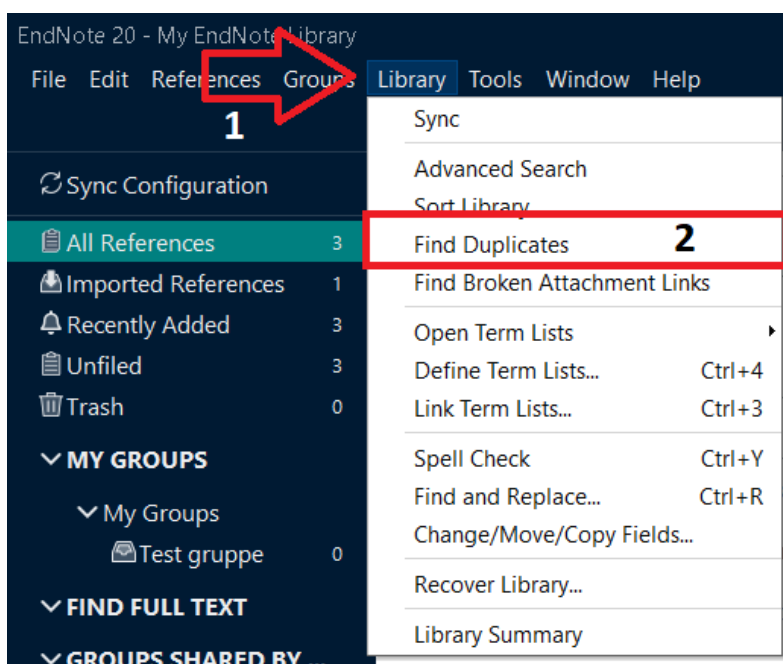 EndNote 20 - My EndNote Library
File Edit References Groups Library Tools Window Help
1
Sync Configuration
All References 3
Imported References 1
Recently Added 3
Unfiled 3
Trash 0
MY GROUPS
My Groups
Test gruppe 0
FIND FULL TEXT
GROUPS SHARED BY ...
Sync
Advanced Search
Sort Library
Find Duplicates 2
Find Broken Attachment Links
Open Term Lists
Define Term Lists... Ctrl+4
Link Term Lists... Ctrl+3
Spell Check Ctrl+Y
Find and Replace... Ctrl+R
Change/Move/Copy Fields...
Recover Library...
Library Summary